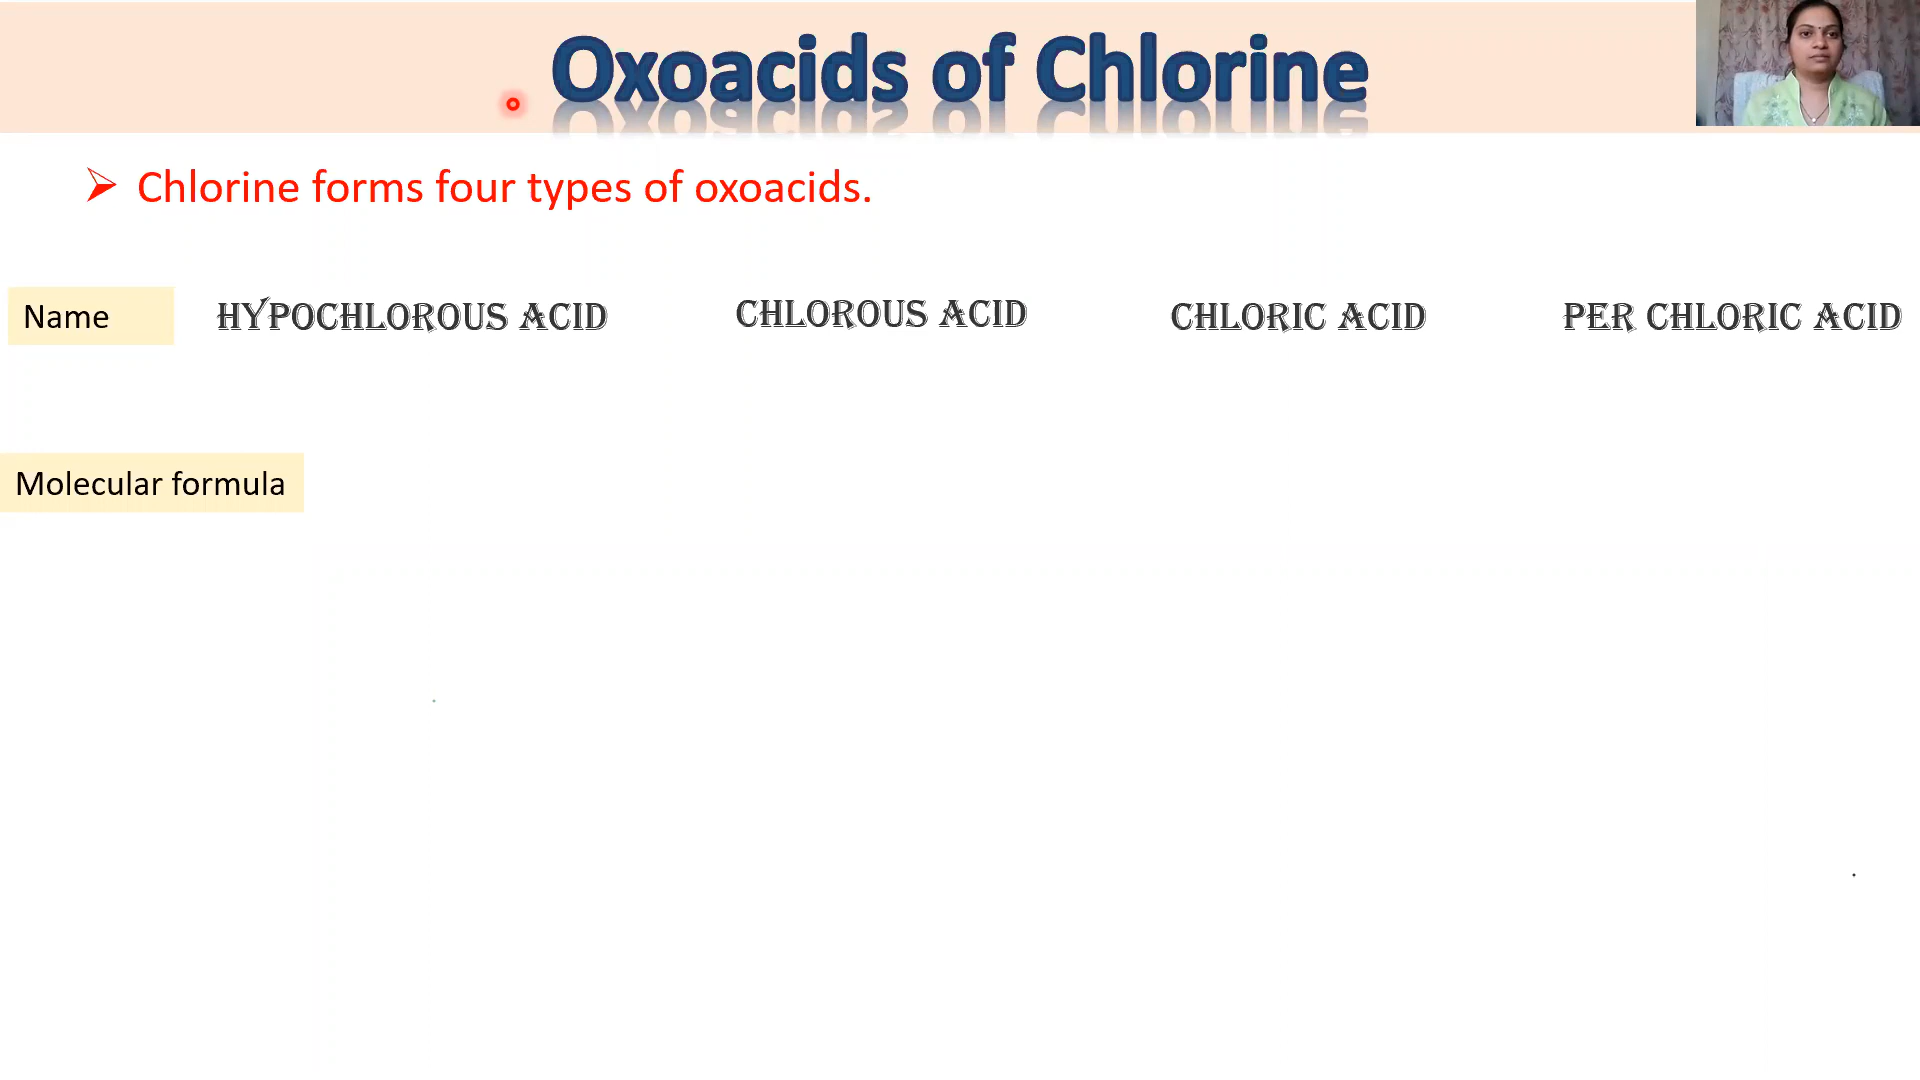 Oxoacids of Chlorine
Chlorine forms four types of oxoacids.
Name HYPOCHLOROUS ACID CHLOROUS ACID CHLORIC ACID PER CHLORIC ACID
Molecular formula